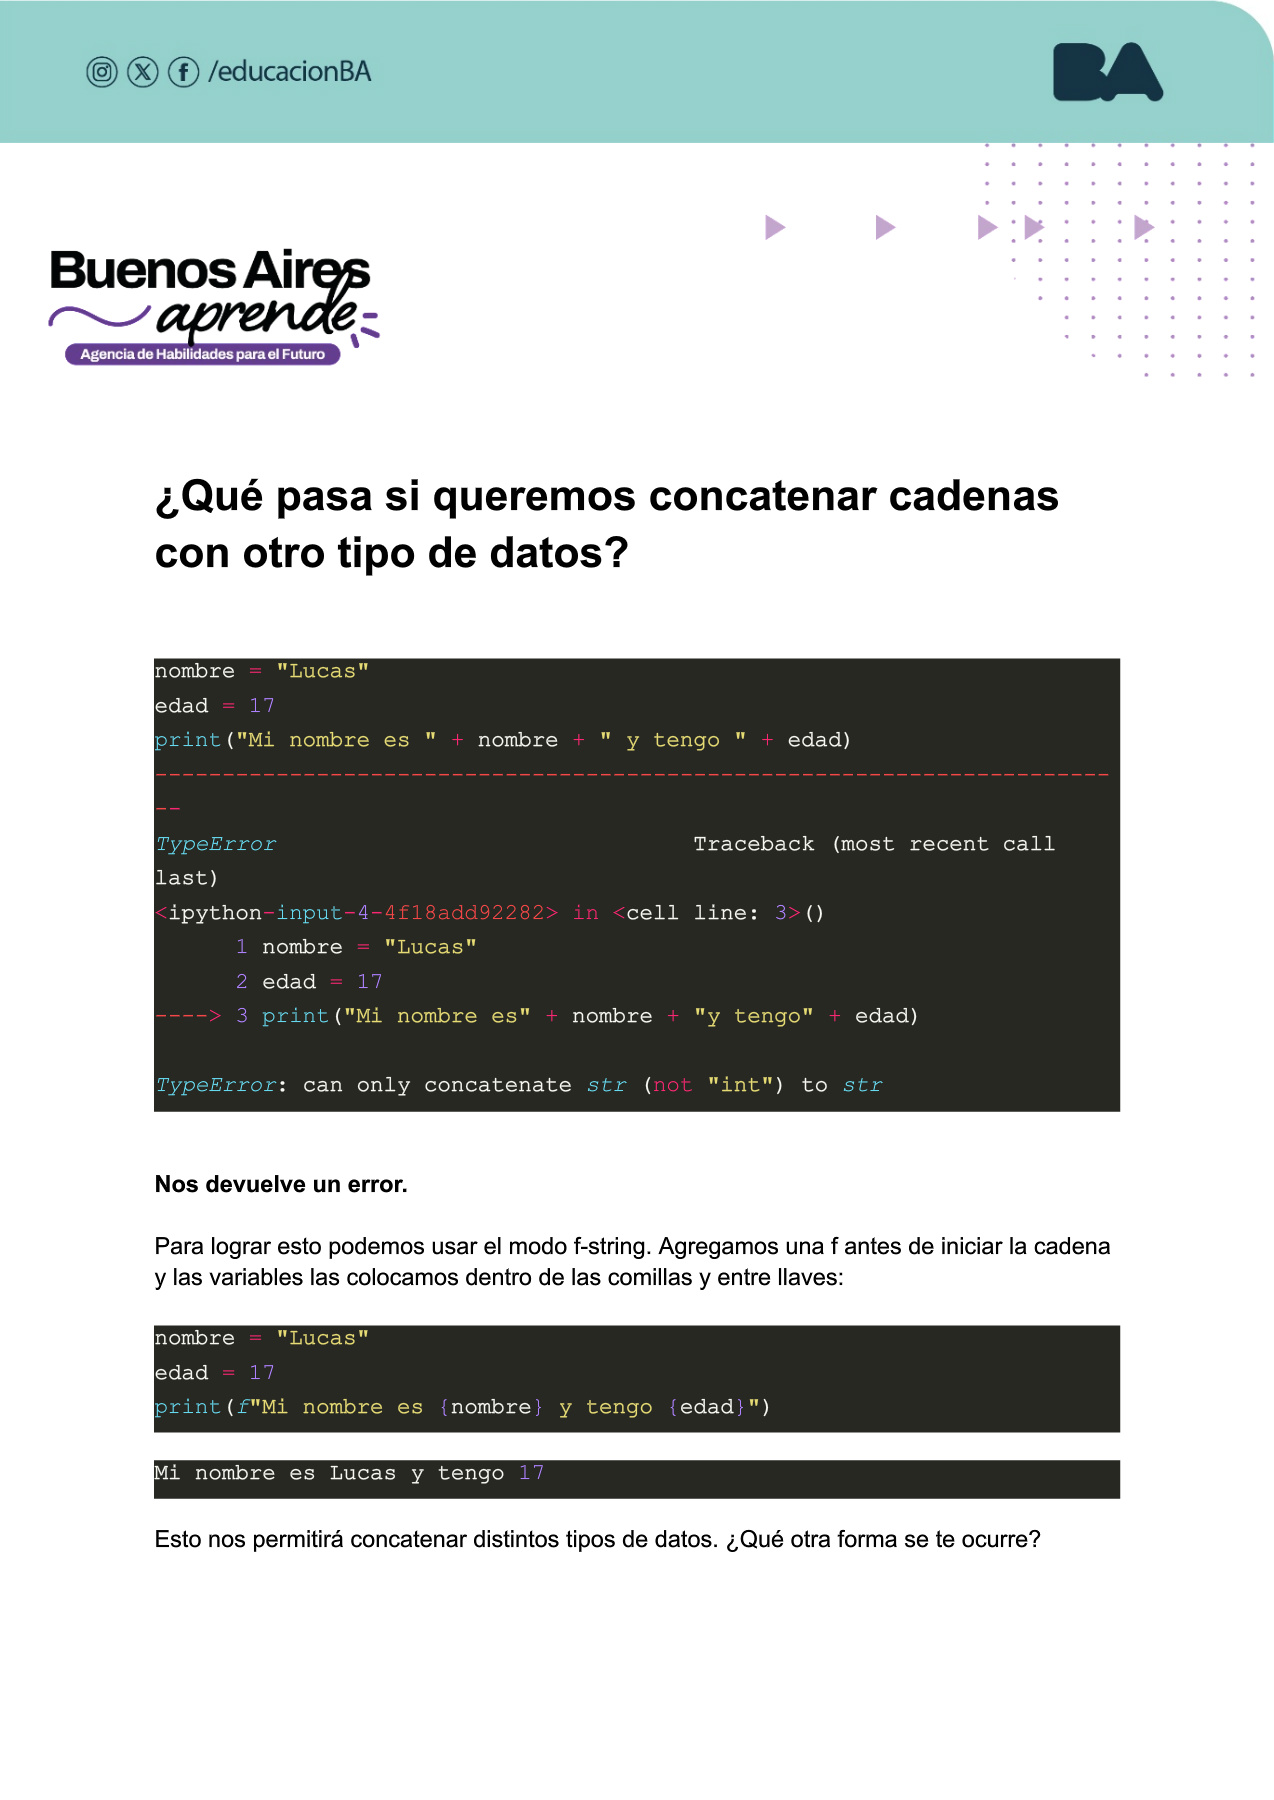 /educacionBA
BA
Buenos Aires
aprende
Agencia de Habilidades para el Futuro
¿Qué pasa si queremos concatenar cadenas
con otro tipo de datos?
nombre = "Lucas"
edad = 17
print("Mi nombre es " + nombre + " y tengo " + edad)
-----------------------------------------------------------------------
--
TypeError                               Traceback (most recent call
last)
<ipython-input-4-4f18add92282> in <cell line: 3>()
      1 nombre = "Lucas"
      2 edad = 17
----> 3 print("Mi nombre es" + nombre + "y tengo" + edad)
TypeError: can only concatenate str (not "int") to str
Nos devuelve un error.
Para lograr esto podemos usar el modo f-string. Agregamos una f antes de iniciar la cadena
y las variables las colocamos dentro de las comillas y entre llaves:
nombre = "Lucas"
edad = 17
print(f"Mi nombre es {nombre} y tengo {edad}")
Mi nombre es Lucas y tengo 17
Esto nos permitirá concatenar distintos tipos de datos. ¿Qué otra forma se te ocurre?